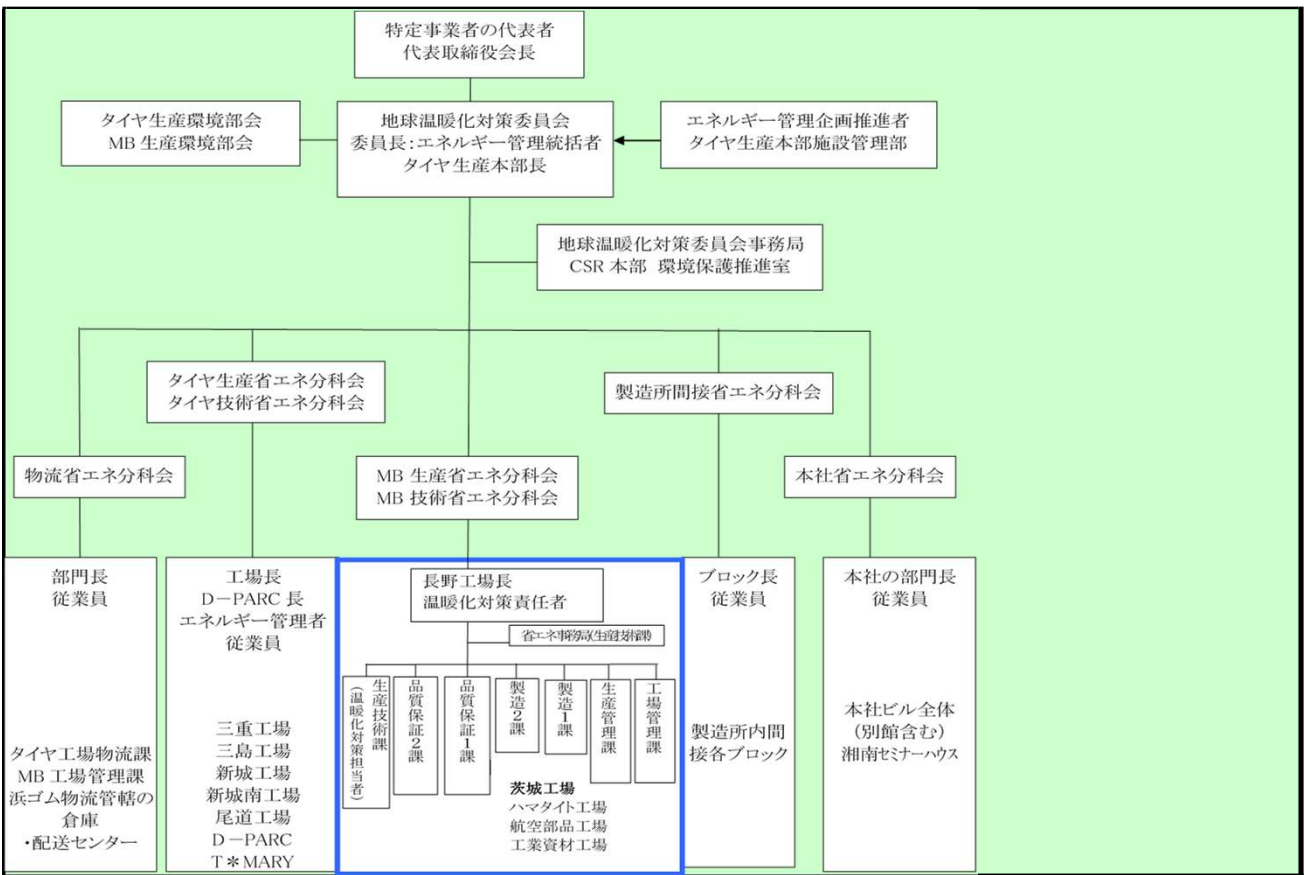 特定事業者の代表者
代表取締役会長
タイヤ生産環境部会
MB 生産環境部会
地球温暖化対策委員会
委員長:エネルギー管理統括者
タイヤ生産本部長
エネルギー管理企画推進者
タイヤ生産本部施設管理部
地球温暖化対策委員会事務局
CSR 本部 環境保護推進室
タイヤ生産省エネ分科会
タイヤ技術省エネ分科会
製造所間接省エネ分科会
物流省エネ分科会
MB 生産省エネ分科会
MB 技術省エネ分科会
本社省エネ分科会
部門長
従業員
タイヤ工場物流課
MB 工場管理課
浜ゴム物流管轄の
倉庫
・配送センター
工場長
D-PARC 長
エネルギー管理者
従業員
三重工場
三島工場
新城工場
新城南工場
尾道工場
D-PARC
T*MARY
長野工場長
温暖化対策責任者
省エネ事務局(生産技術課)
生産技術課
(温暖化対策担当者)
品質保証2課
品質保証1課
製造2課
製造1課
生産管理課
工場管理課
茨城工場
ハマタイト工場
航空部品工場
工業資材工場
ブロック長
従業員
製造所内間
接各ブロック
本社の部門長
従業員
本社ビル全体
(別館含む)
湘南セミナーハウス